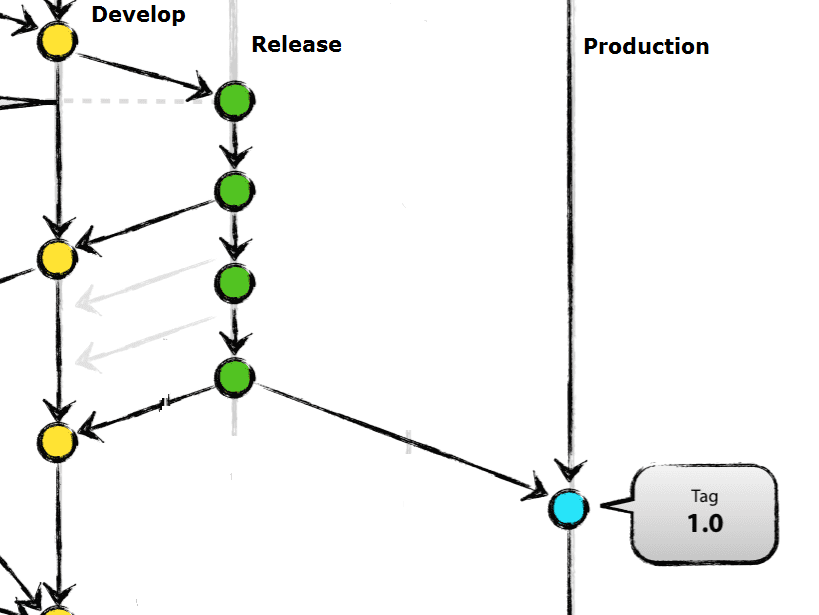 Develop
Release
Production
Tag
1.0